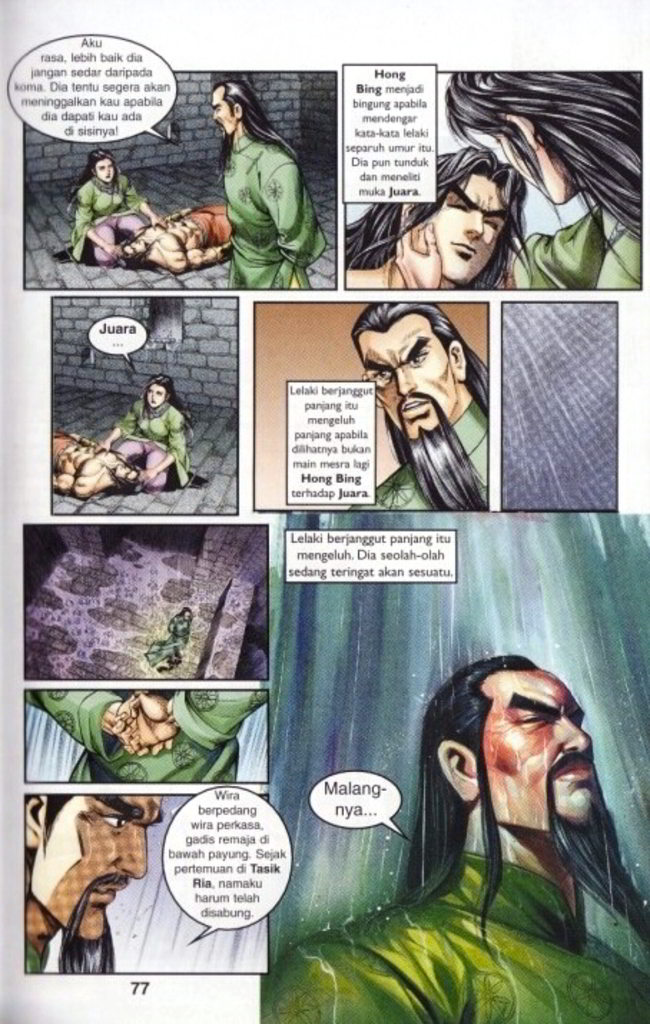 Aku
rasa, lebih baik dia
jangan sedar daripada
koma. Dia tentu segera akan
meninggalkan kau apabila
dia dapati kau ada
di sisinya!
Hong
Bing menjadi
bingung apabila
mendengar
kata-kata lelaki
separuh umur itu.
Dia pun tunduk
dan meneliti
muka Juara.
Juara
...
Lelaki berjanggut
panjang itu
mengeluh
panjang apabila
dilihatnya bukan
main mesra lagi
Hong Bing
terhadap Juara.
Lelaki berjanggut panjang itu
mengeluh. Dia seolah-olah
sedang teringat akan sesuatu.
Wira
berpedang
wira perkasa,
gadis remaja di
bawah payung. Sejak
pertemuan di Tasik
Ria, namaku
harum telah
disabung.
Malang-
nya...
77